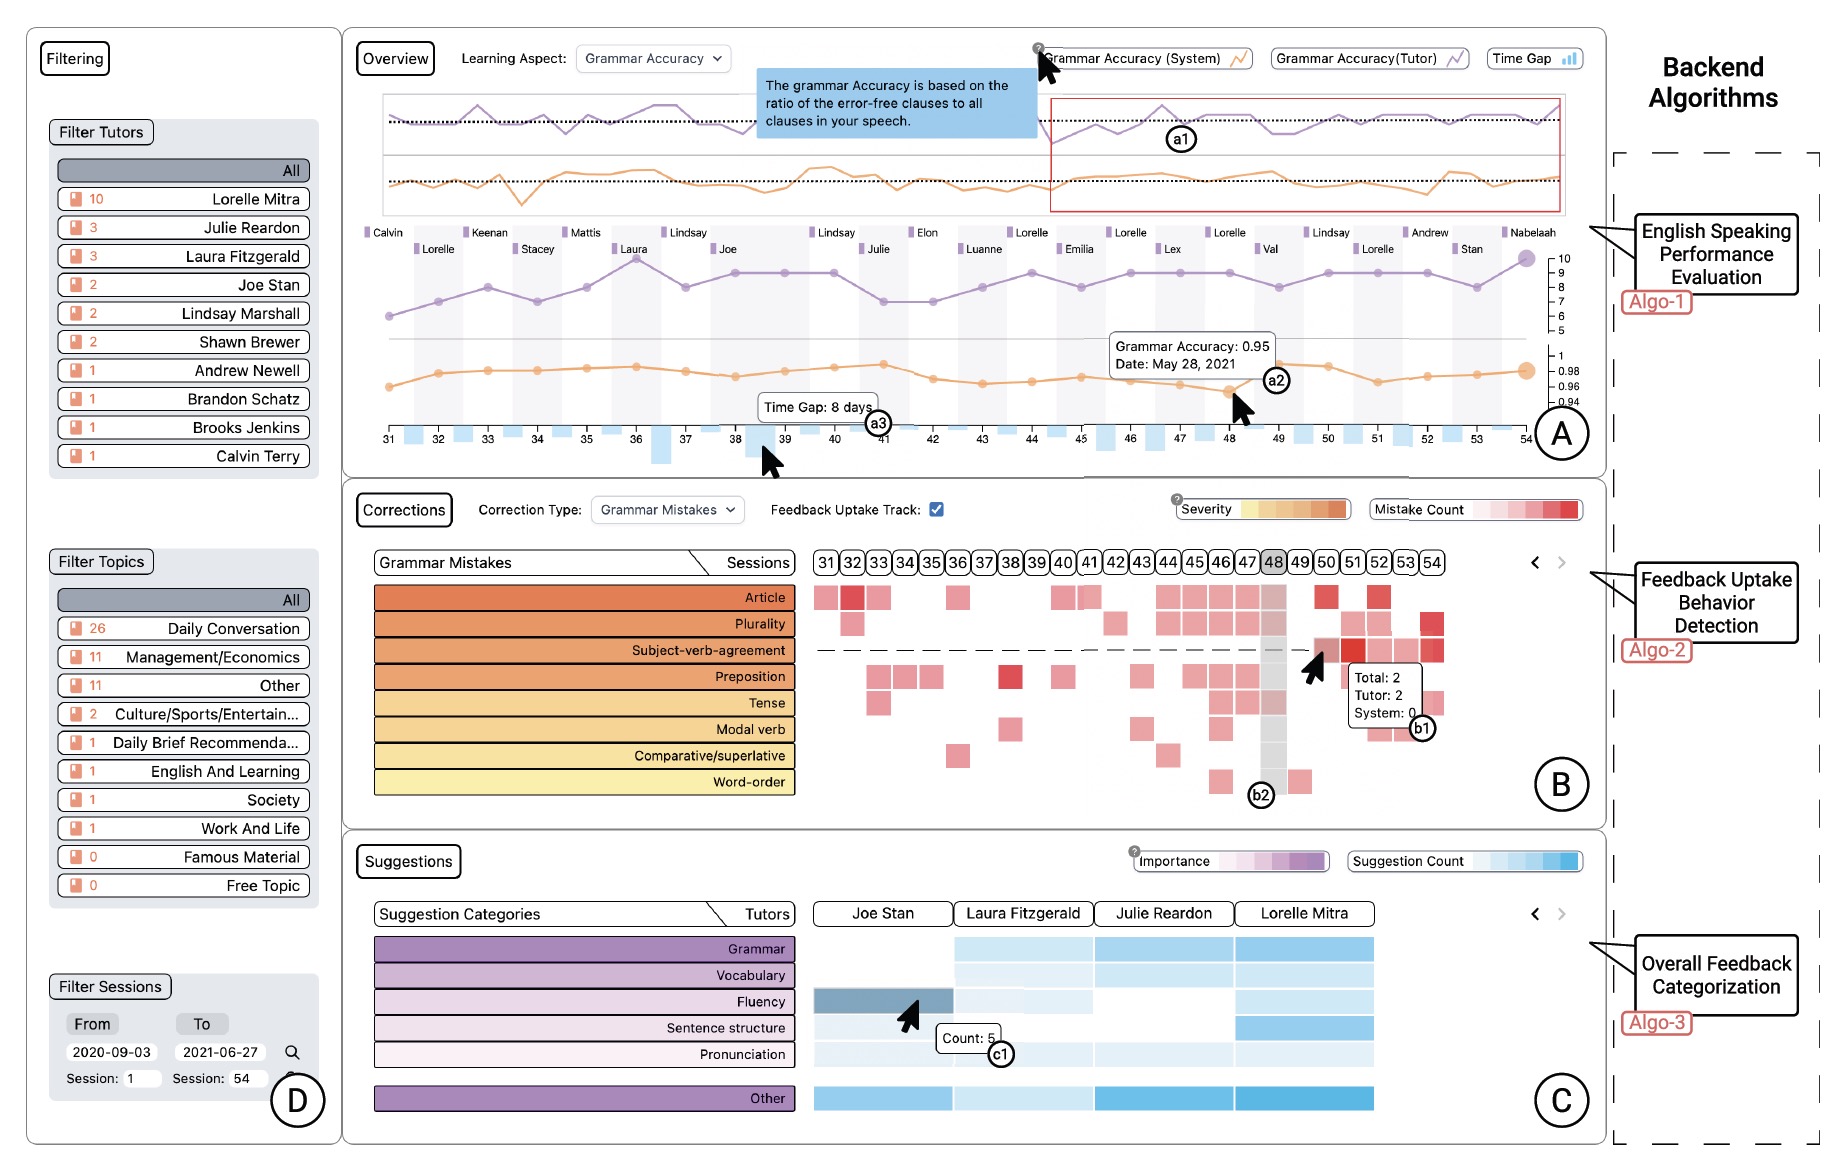 Filtering
Filter Tutors
All
10 Lorelle Mitra
3 Julie Reardon
3 Laura Fitzgerald
2 Joe Stan
2 Lindsay Marshall
2 Shawn Brewer
1 Andrew Newell
1 Brandon Schatz
1 Brooks Jenkins
1 Calvin Terry
Filter Topics
All
26 Daily Conversation
11 Management/Economics
11 Other
2 Culture/Sports/Entertain...
1 Daily Brief Recommenda...
1 English And Learning
1 Society
1 Work And Life
0 Famous Material
0 Free Topic
Filter Sessions
From To
2020-09-03 2021-06-27
Session: 1 Session: 54
D
Overview Learning Aspect: Grammar Accuracy
? Grammar Accuracy (System) Grammar Accuracy(Tutor) Time Gap
The grammar Accuracy is based on the
ratio of the error-free clauses to all
clauses in your speech.
a1
Calvin Keenan Mattis Lindsay Lindsay Elon Lorelle Lorelle Lorelle Lindsay Andrew Nabelaah
Lorelle Stacey Laura Joe Julie Luanne Emilia Lex Val Lorelle Stan
10
9
8
7
6
5
Grammar Accuracy: 0.95
Date: May 28, 2021
a2
1
0.98
0.96
0.94
Time Gap: 8 days
a3
31 32 33 34 35 36 37 38 39 40 41 42 43 44 45 46 47 48 49 50 51 52 53 54
A
Corrections Correction Type: Grammar Mistakes Feedback Uptake Track:
? Severity Mistake Count
Grammar Mistakes Sessions
31 32 33 34 35 36 37 38 39 40 41 42 43 44 45 46 47 48 49 50 51 52 53 54
< >
Article
Plurality
Subject-verb-agreement
Preposition
Tense
Modal verb
Comparative/superlative
Word-order
Total: 2
Tutor: 2
System: 0
b1
b2
B
Suggestions
? Importance Suggestion Count
Suggestion Categories Tutors
Joe Stan Laura Fitzgerald Julie Reardon Lorelle Mitra
< >
Grammar
Vocabulary
Fluency
Sentence structure
Pronunciation
Other
Count: 5
c1
C
Backend
Algorithms
English Speaking
Performance
Evaluation
Algo-1
Feedback Uptake
Behavior
Detection
Algo-2
Overall Feedback
Categorization
Algo-3